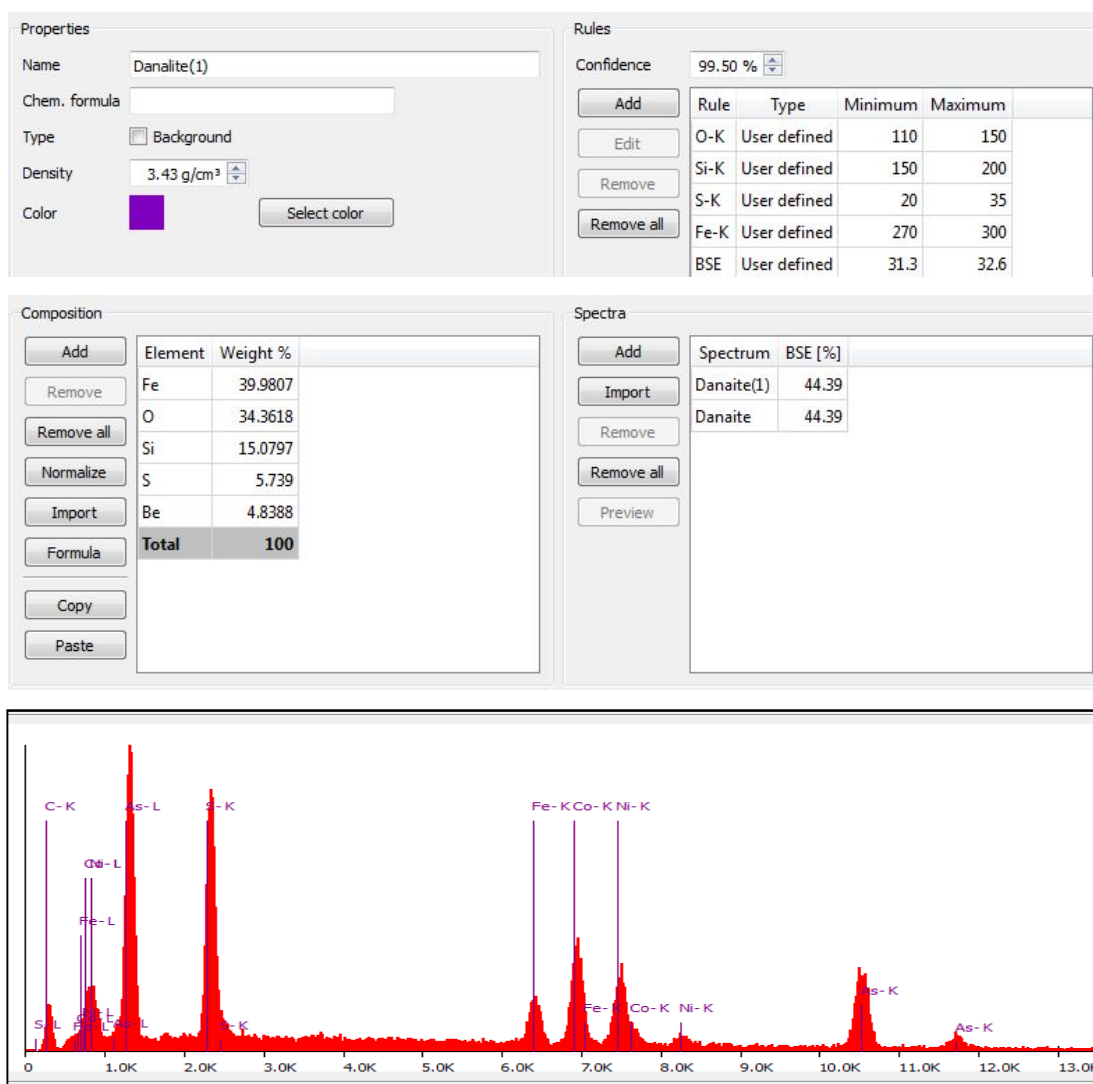 Properties
Name Danalite(1)
Chem. formula
Type Background
Density 3.43 g/cm³
Color Select color
Rules
Confidence 99.50 %
Add
Edit
Remove
Remove all
Rule Type Minimum Maximum
O-K User defined 110 150
Si-K User defined 150 200
S-K User defined 20 35
Fe-K User defined 270 300
BSE User defined 31.3 32.6
Composition
Add
Remove
Remove all
Normalize
Import
Formula
Copy
Paste
Element Weight %
Fe 39.9807
O 34.3618
Si 15.0797
S 5.739
Be 4.8388
Total 100
Spectra
Add
Import
Remove
Remove all
Preview
Spectrum BSE [%]
Danaite(1) 44.39
Danaite 44.39
C-K As-L S-K Fe-K Co-K Ni-K
Ni-L
Fe-L
As-K
Fe-K Co-K Ni-K
S-L As-L S-K As-K
0 1.0K 2.0K 3.0K 4.0K 5.0K 6.0K 7.0K 8.0K 9.0K 10.0K 11.0K 12.0K 13.0K